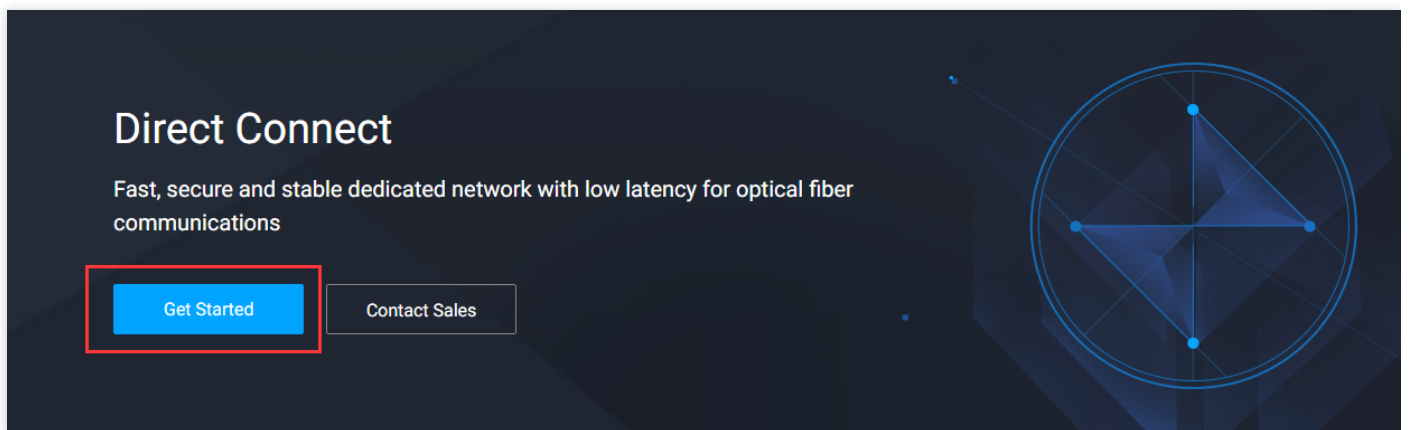 Direct Connect
Fast, secure and stable dedicated network with low latency for optical fiber
communications
Get Started
Contact Sales